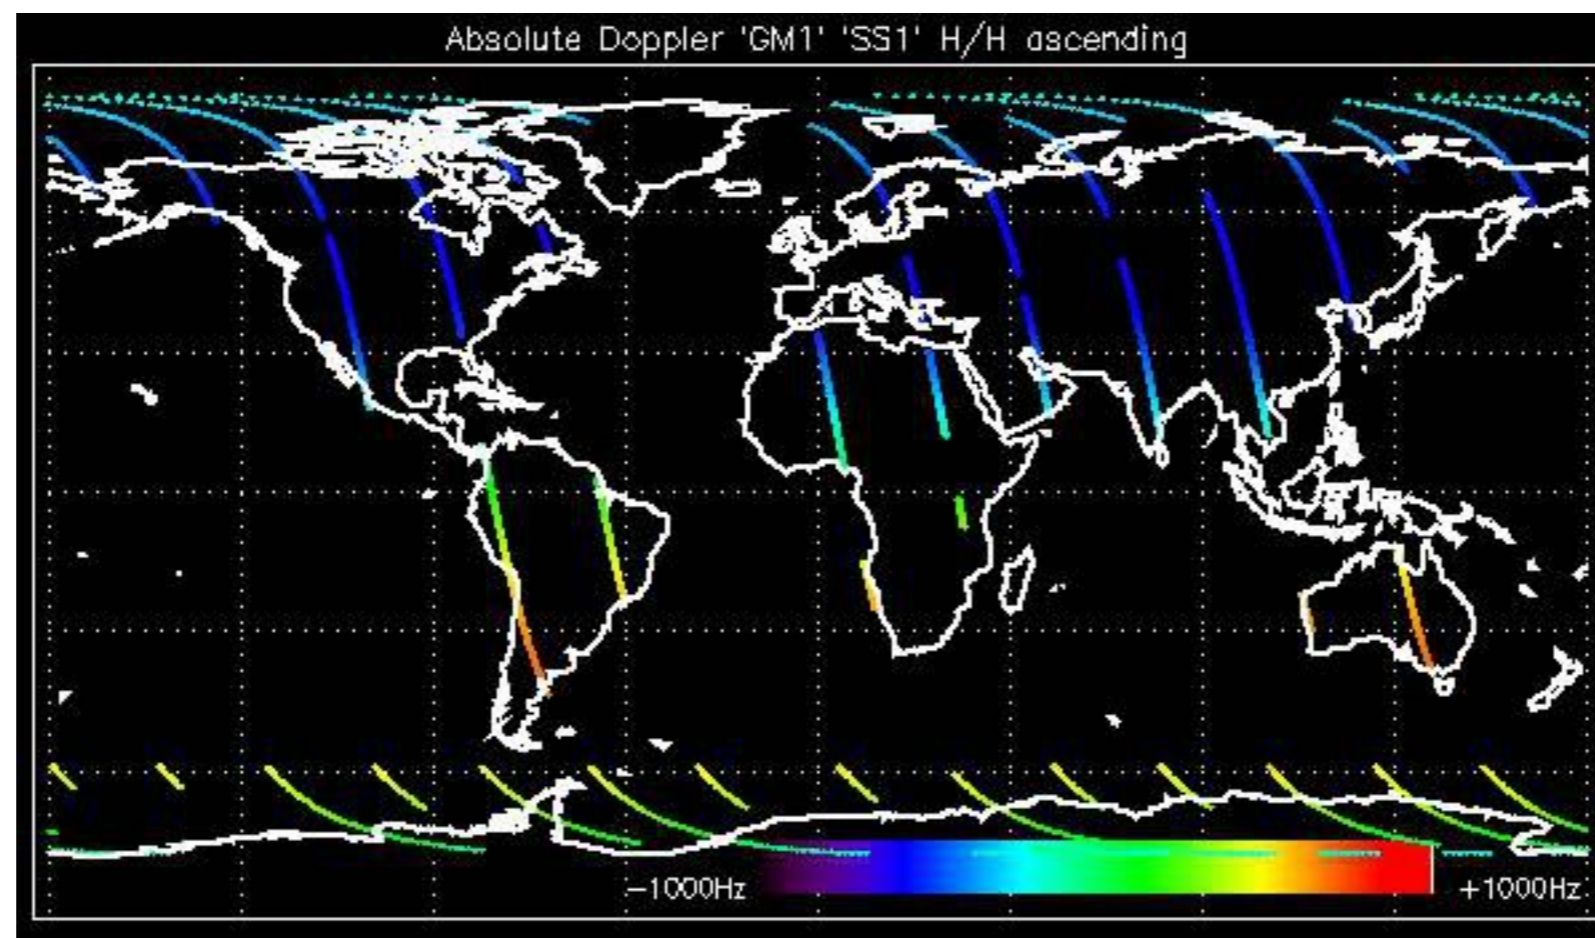 Absolute Doppler 'GM1' 'SS1' H/H ascending
−1000Hz
+1000Hz